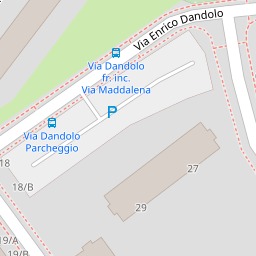 Via Enrico Dandolo
Via Dandolo
fr. inc.
Via Maddalena
P
Via Dandolo
Parcheggio
18
18/B
27
29
19/A
19/B